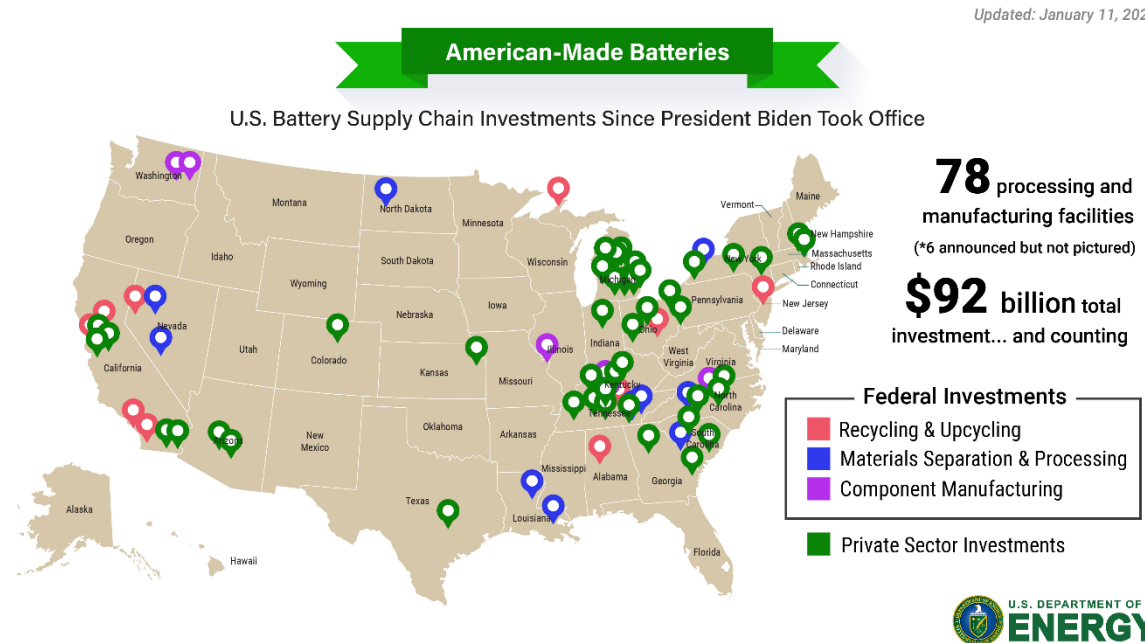 Updated: January 11, 202
American-Made Batteries
U.S. Battery Supply Chain Investments Since President Biden Took Office
78 processing and
manufacturing facilities
(*6 announced but not pictured)
$92 billion total
investment... and counting
Federal Investments
Recycling & Upcycling
Materials Separation & Processing
Component Manufacturing
Private Sector Investments
Washington
Montana
North Dakota
Minnesota
Vermont
Maine
New Hampshire
Massachusetts
Rhode Island
Connecticut
New York
Oregon
Idaho
South Dakota
Wisconsin
Michigan
Wyoming
Iowa
Pennsylvania
New Jersey
Nebraska
Nevada
Ohio
Delaware
Maryland
Indiana
Illinois
Utah
Colorado
Kansas
Missouri
West
Virginia
Virginia
California
Kentucky
North
Carolina
Tennessee
Oklahoma
Arkansas
New
Mexico
Arizona
South
Carolina
Mississippi
Alabama
Georgia
Texas
Louisiana
Alaska
Hawaii
Florida
U.S. DEPARTMENT OF
ENERGY